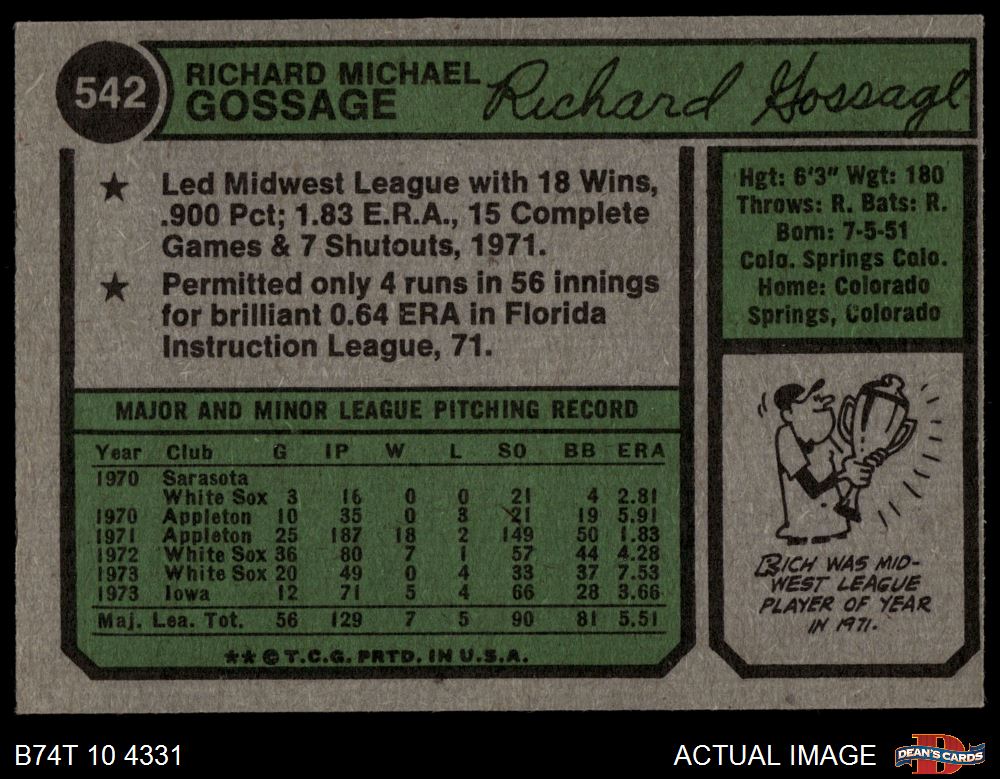 542
RICHARD MICHAEL
GOSSAGE
Richard Gossage
★ Led Midwest League with 18 Wins,
.900 Pct; 1.83 E.R.A., 15 Complete
Games & 7 Shutouts, 1971.
★ Permitted only 4 runs in 56 innings
for brilliant 0.64 ERA in Florida
Instruction League, 71.
Hgt: 6'3" Wgt: 180
Throws: R. Bats: R.
Born: 7-5-51
Colo. Springs Colo.
Home: Colorado
Springs, Colorado
MAJOR AND MINOR LEAGUE PITCHING RECORD
Year Club G IP W L SO BB ERA
1970 Sarasota
White Sox 3 16 0 0 21 4 2.81
1970 Appleton 10 35 0 3 21 19 5.91
1971 Appleton 25 187 18 2 149 50 1.83
1972 White Sox 36 80 7 1 57 44 4.28
1973 White Sox 20 49 0 4 33 37 7.53
1973 Iowa 12 71 5 4 66 28 3.66
Maj. Lea. Tot. 56 129 7 5 90 81 5.51
★★ © T.C.G. PRTD. IN U.S.A.
RICH WAS MID-
WEST LEAGUE
PLAYER OF YEAR
IN 1971.
B74T 10 4331
ACTUAL IMAGE
DEAN'S CARDS